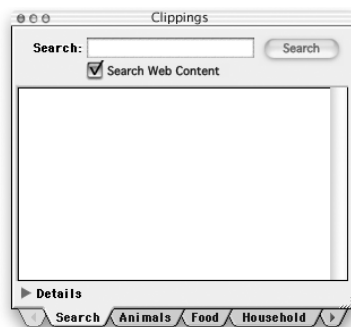 Clippings
Search: Search
Search Web Content
Details
Search Animals Food Household